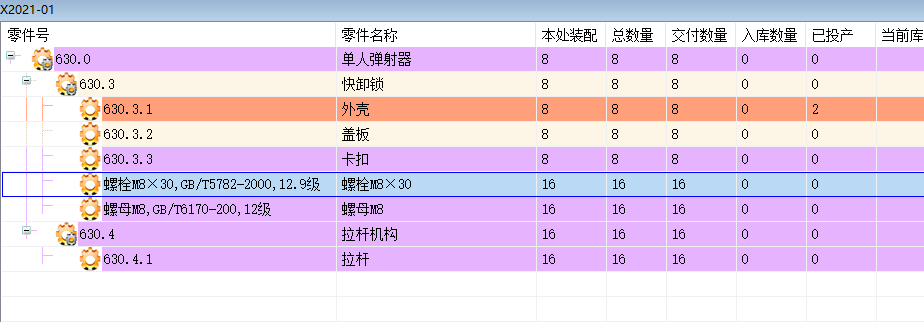 X2021-01
零件号 零件名称 本处装配 总数量 交付数量 入库数量 已投产 当前库
630.0 单人弹射器 8 8 8 0 0
630.3 快卸锁 8 8 8 0 0
630.3.1 外壳 8 8 8 0 2
630.3.2 盖板 8 8 8 0 0
630.3.3 卡扣 8 8 8 0 0
螺栓M8×30,GB/T5782-2000,12.9级 螺栓M8×30 16 16 16 0 0
螺母M8,GB/T6170-200,12级 螺母M8 16 16 16 0 0
630.4 拉杆机构 16 16 16 0 0
630.4.1 拉杆 16 16 16 0 0